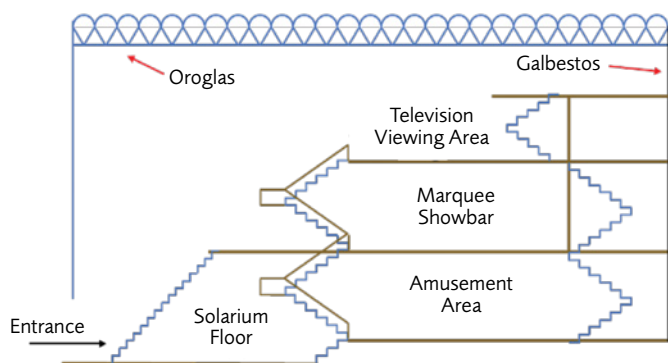 Oroglas
Galbestos
Television
Viewing Area
Marquee
Showbar
Amusement
Area
Solarium
Floor
Entrance